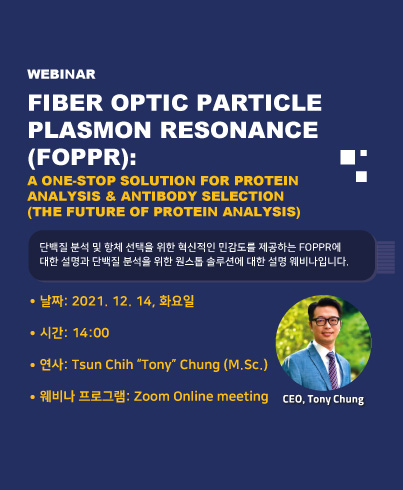 WEBINAR
FIBER OPTIC PARTICLE
PLASMON RESONANCE
(FOPPR):
A ONE-STOP SOLUTION FOR PROTEIN
ANALYSIS & ANTIBODY SELECTION
(THE FUTURE OF PROTEIN ANALYSIS)
단백질 분석 및 항체 선택을 위한 혁신적인 민감도를 제공하는 FOPPR에
대한 설명과 단백질 분석을 위한 원스톱 솔루션에 대한 설명 웨비나입니다.
• 날짜: 2021. 12. 14, 화요일
• 시간: 14:00
• 연사: Tsun Chih “Tony” Chung (M.Sc.)
• 웨비나 프로그램: Zoom Online meeting
CEO, Tony Chung